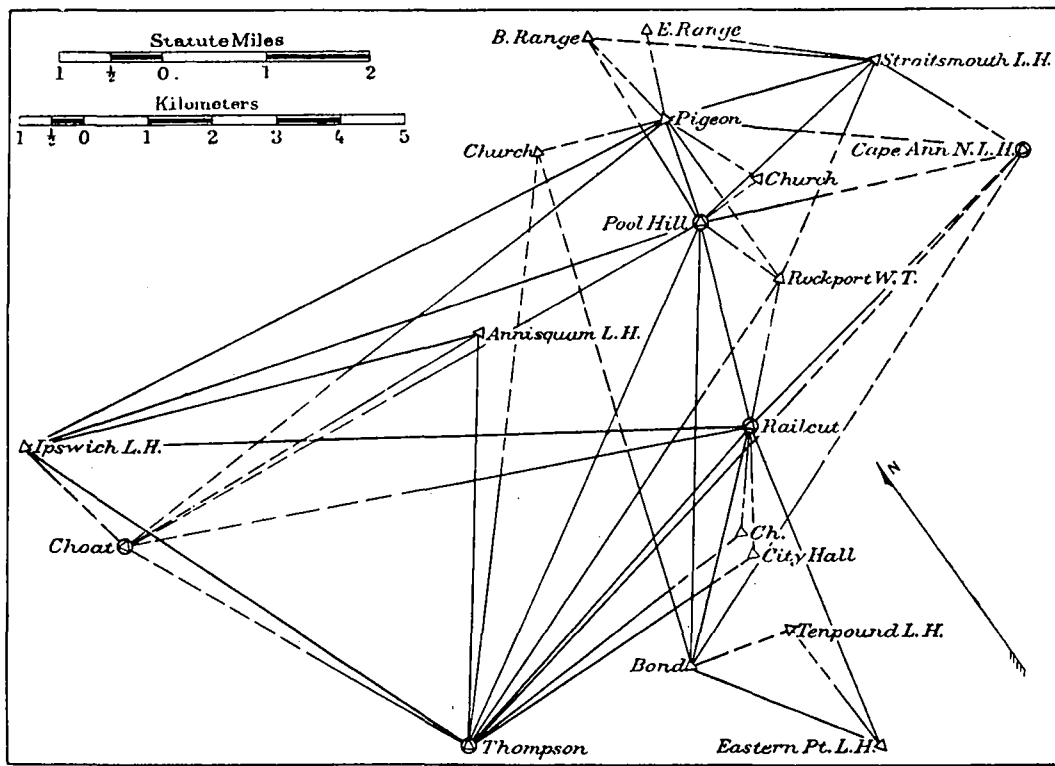 Statute Miles
1 ½ 0. 1 2
Kilometers
1 ½ 0 1 2 3 4 5
B. Range
E. Range
Straitsmouth L.H.
Pigeon
Church
Cape Ann N.L.H.
Church
Pool Hill
Rockport W.T.
Annisquam L.H.
Ipswich L.H.
Railcut
N
Choat
Ch.
City Hall
Tenpound L.H.
Bond
Thompson
Eastern Pt. L.H.